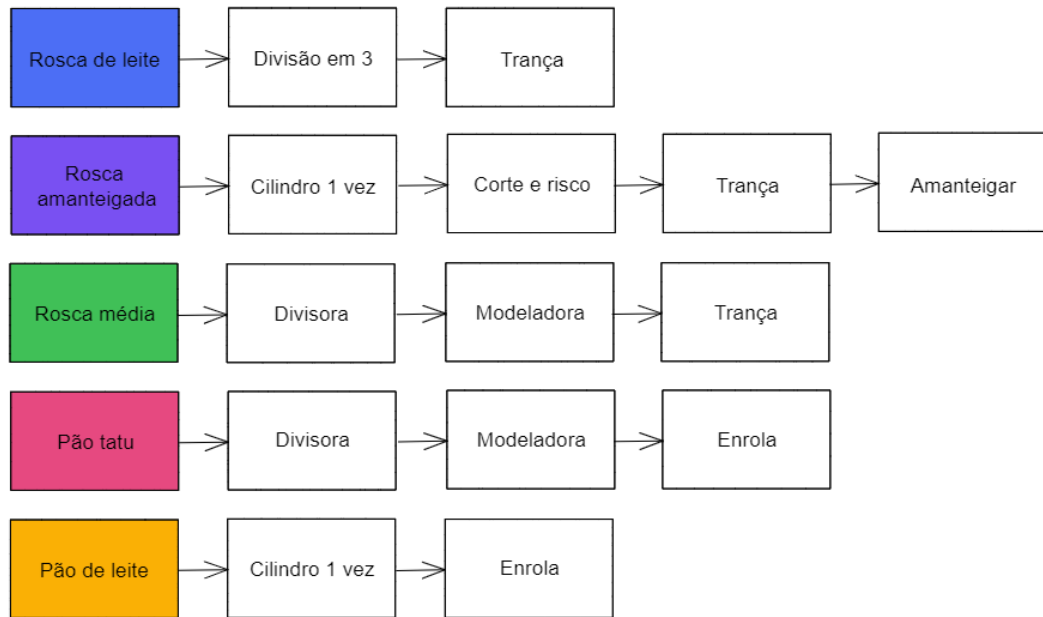 Rosca de leite
Divisão em 3
Trança
Rosca
amanteigada
Cilindro 1 vez
Corte e risco
Trança
Amanteigar
Rosca média
Divisora
Modeladora
Trança
Pão tatu
Divisora
Modeladora
Enrola
Pão de leite
Cilindro 1 vez
Enrola